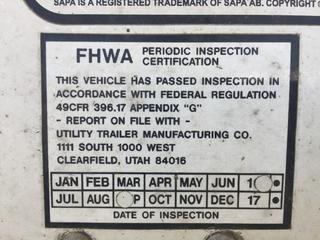 SAPA IS A REGISTERED TRADEMARK OF SAPA AB. COPYRIGHT ©
FHWA PERIODIC INSPECTION
CERTIFICATION
THIS VEHICLE HAS PASSED INSPECTION IN
ACCORDANCE WITH FEDERAL REGULATION
49CFR 396.17 APPENDIX "G"
- REPORT ON FILE WITH -
UTILITY TRAILER MANUFACTURING CO.
1111 SOUTH 1000 WEST
CLEARFIELD, UTAH 84016
JAN FEB MAR APR MAY JUN 1
JUL AUG P OCT NOV DEC 17
DATE OF INSPECTION